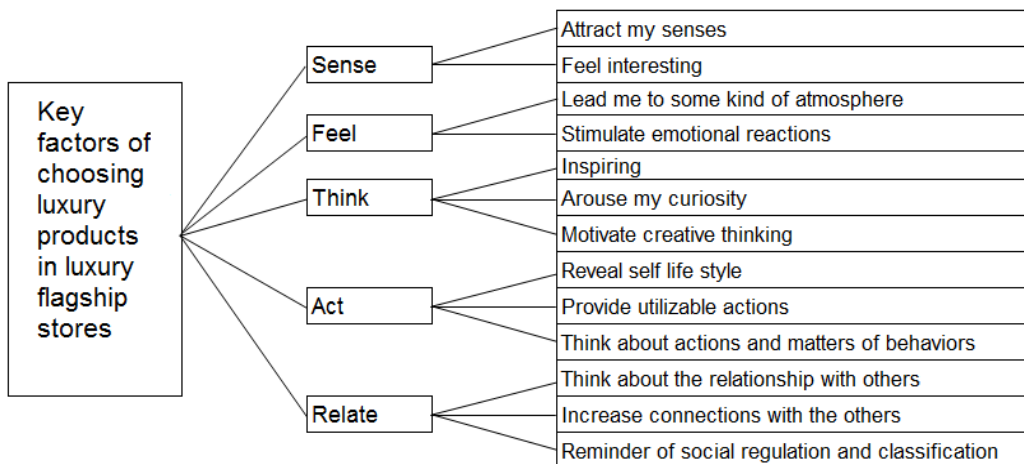 Key
factors of
choosing
luxury
products
in luxury
flagship
stores
Sense
Attract my senses
Feel interesting
Feel
Lead me to some kind of atmosphere
Stimulate emotional reactions
Think
Inspiring
Arouse my curiosity
Motivate creative thinking
Act
Reveal self life style
Provide utilizable actions
Think about actions and matters of behaviors
Relate
Think about the relationship with others
Increase connections with the others
Reminder of social regulation and classification